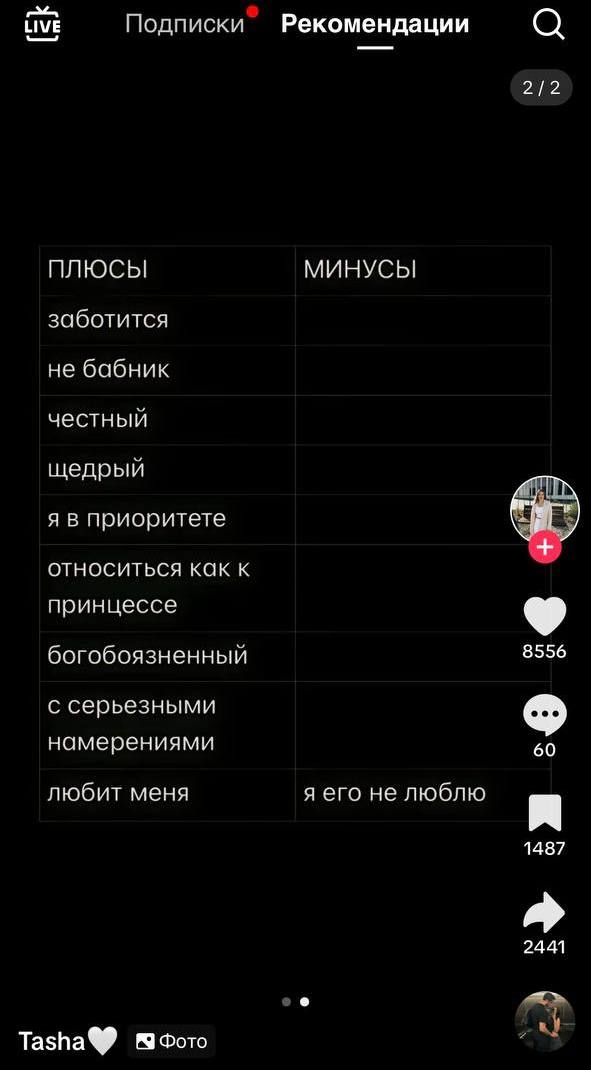 LIVE
Подписки
Рекомендации
2 / 2
ПЛЮСЫ
МИНУСЫ
заботится
не бабник
честный
щедрый
я в приоритете
относиться как к
принцессе
богобоязненный
с серьезными
намерениями
любит меня
я его не люблю
8556
60
1487
2441
Tasha🤍
Фото